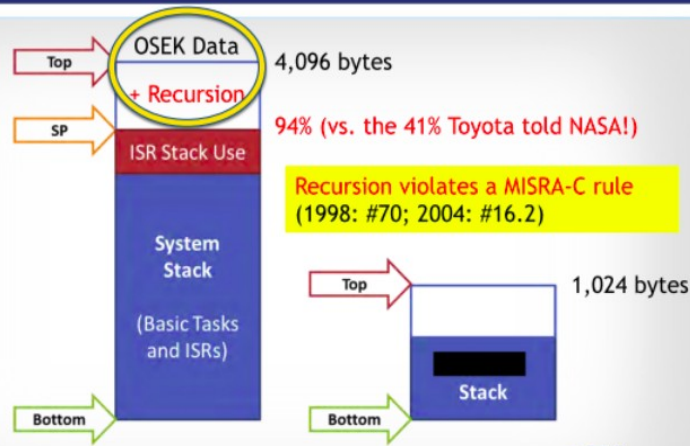 OSEK Data
Top
4,096 bytes
+ Recursion
SP
94% (vs. the 41% Toyota told NASA!)
ISR Stack Use
Recursion violates a MISRA-C rule
(1998: #70; 2004: #16.2)
System
Stack
(Basic Tasks
and ISRs)
Bottom
Top
1,024 bytes
Stack
Bottom